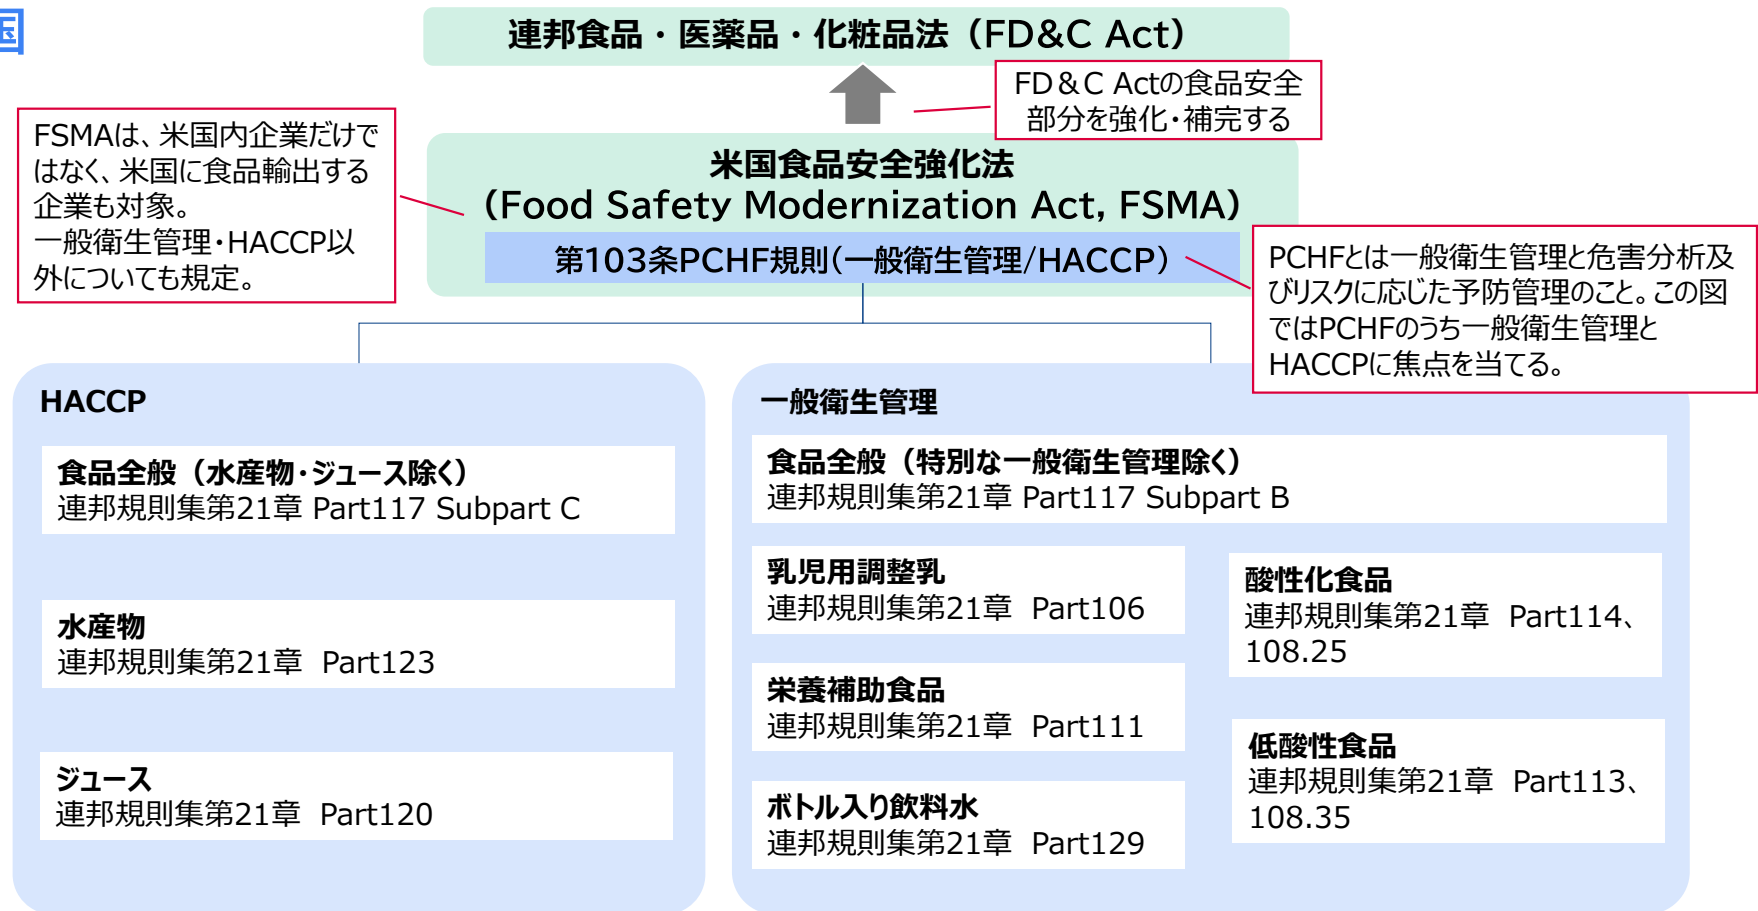 国
連邦食品・医薬品・化粧品法（FD&C Act）
FD＆C Actの食品安全
部分を強化・補完する
FSMAは、米国内企業だけで
はなく、米国に食品輸出する
企業も対象。
一般衛生管理・HACCP以
外についても規定。
米国食品安全強化法
（Food Safety Modernization Act, FSMA）
第103条PCHF規則（一般衛生管理/HACCP）
PCHFとは一般衛生管理と危害分析及
びリスクに応じた予防管理のこと。この図
ではPCHFのうち一般衛生管理と
HACCPに焦点を当てる。
HACCP
食品全般（水産物・ジュース除く）
連邦規則集第21章 Part117 Subpart C
水産物
連邦規則集第21章 Part123
ジュース
連邦規則集第21章 Part120
一般衛生管理
食品全般（特別な一般衛生管理除く）
連邦規則集第21章 Part117 Subpart B
乳児用調整乳
連邦規則集第21章 Part106
栄養補助食品
連邦規則集第21章 Part111
ボトル入り飲料水
連邦規則集第21章 Part129
酸性化食品
連邦規則集第21章 Part114、
108.25
低酸性食品
連邦規則集第21章 Part113、
108.35